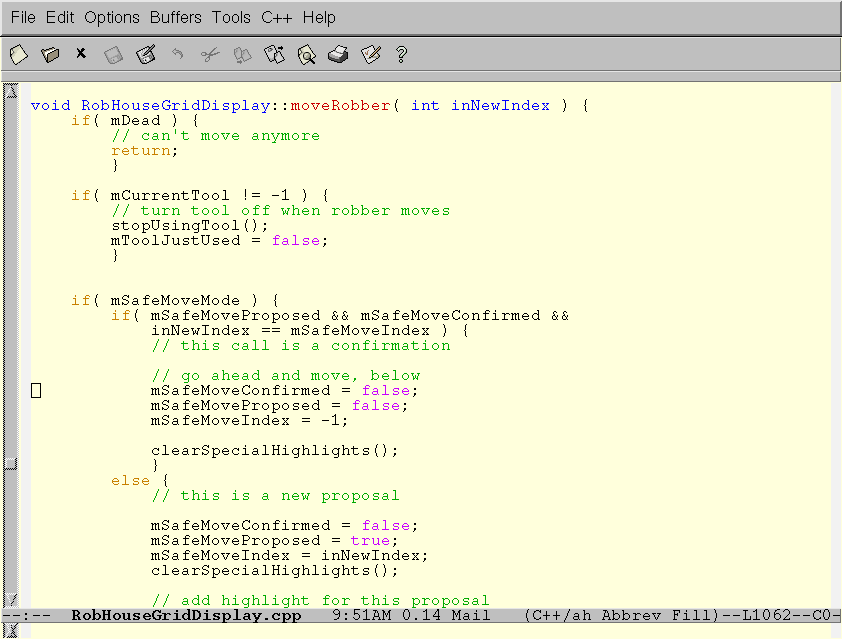 File Edit Options Buffers Tools C++ Help
void RobHouseGridDisplay::moveRobber( int inNewIndex ) {
    if( mDead ) {
        // can't move anymore
        return;
        }

    if( mCurrentTool != -1 ) {
        // turn tool off when robber moves
        stopUsingTool();
        mToolJustUsed = false;
        }


    if( mSafeMoveMode ) {
        if( mSafeMoveProposed && mSafeMoveConfirmed &&
            inNewIndex == mSafeMoveIndex ) {
            // this call is a confirmation

            // go ahead and move, below
            mSafeMoveConfirmed = false;
            mSafeMoveProposed = false;
            mSafeMoveIndex = -1;

            clearSpecialHighlights();
            }
        else {
            // this is a new proposal

            mSafeMoveConfirmed = false;
            mSafeMoveProposed = true;
            mSafeMoveIndex = inNewIndex;
            clearSpecialHighlights();

            // add highlight for this proposal
--:-- RobHouseGridDisplay.cpp 9:51AM 0.14 Mail (C++/ah Abbrev Fill)--L1062--C0-